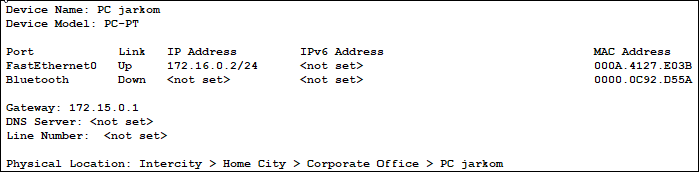 Device Name: PC jarkom
Device Model: PC-PT
Port Link IP Address IPv6 Address MAC Address
FastEthernet0 Up 172.16.0.2/24 <not set> 000A.4127.E03B
Bluetooth Down <not set> <not set> 0000.0C92.D55A
Gateway: 172.15.0.1
DNS Server: <not set>
Line Number: <not set>
Physical Location: Intercity > Home City > Corporate Office > PC jarkom